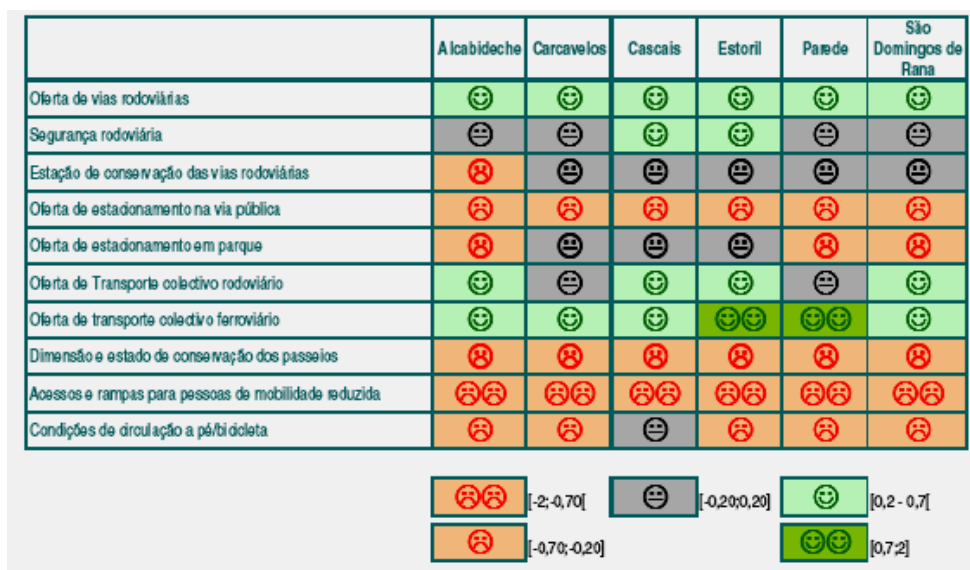 Alcabideche Carcavelos Cascais Estoril Parede São Domingos de Rana
Oferta de vias rodoviárias
Segurança rodoviária
Estação de conservação das vias rodoviárias
Oferta de estacionamento na via pública
Oferta de estacionamento em parque
Oferta de Transporte colectivo rodoviário
Oferta de transporte colectivo ferroviário
Dimensão e estado de conservação dos passeios
Acessos e rampas para pessoas de mobilidade reduzida
Condições de circulação a pé/bicicleta
[-2;-0,70[ [-0,20;0,20] [0,2 - 0,7[
[-0,70;-0,20] [0,7;2]